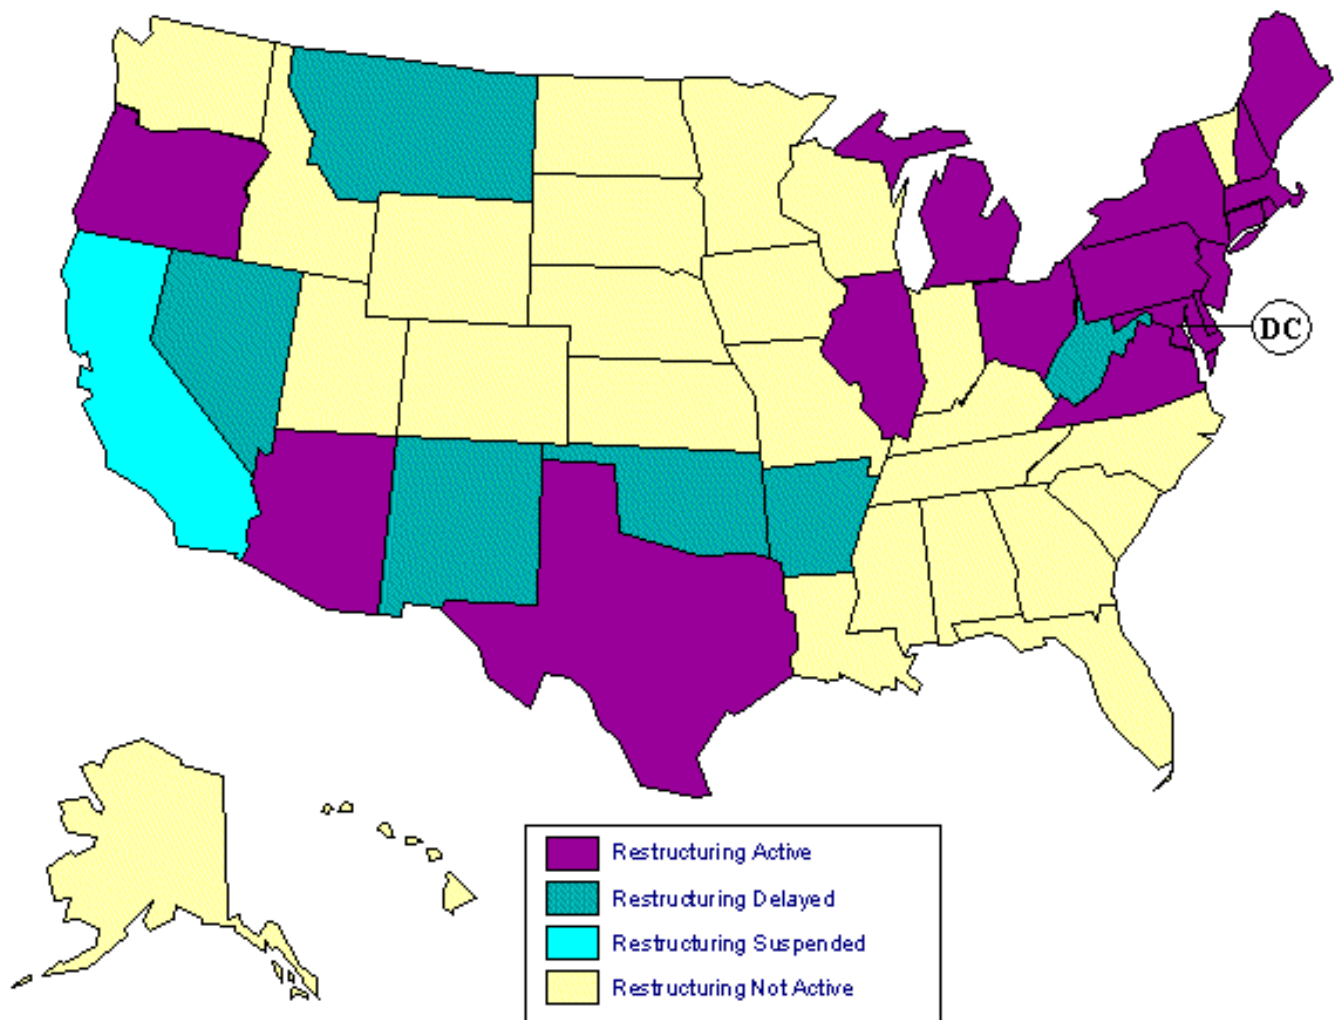 DC
Restructuring Active
Restructuring Delayed
Restructuring Suspended
Restructuring Not Active